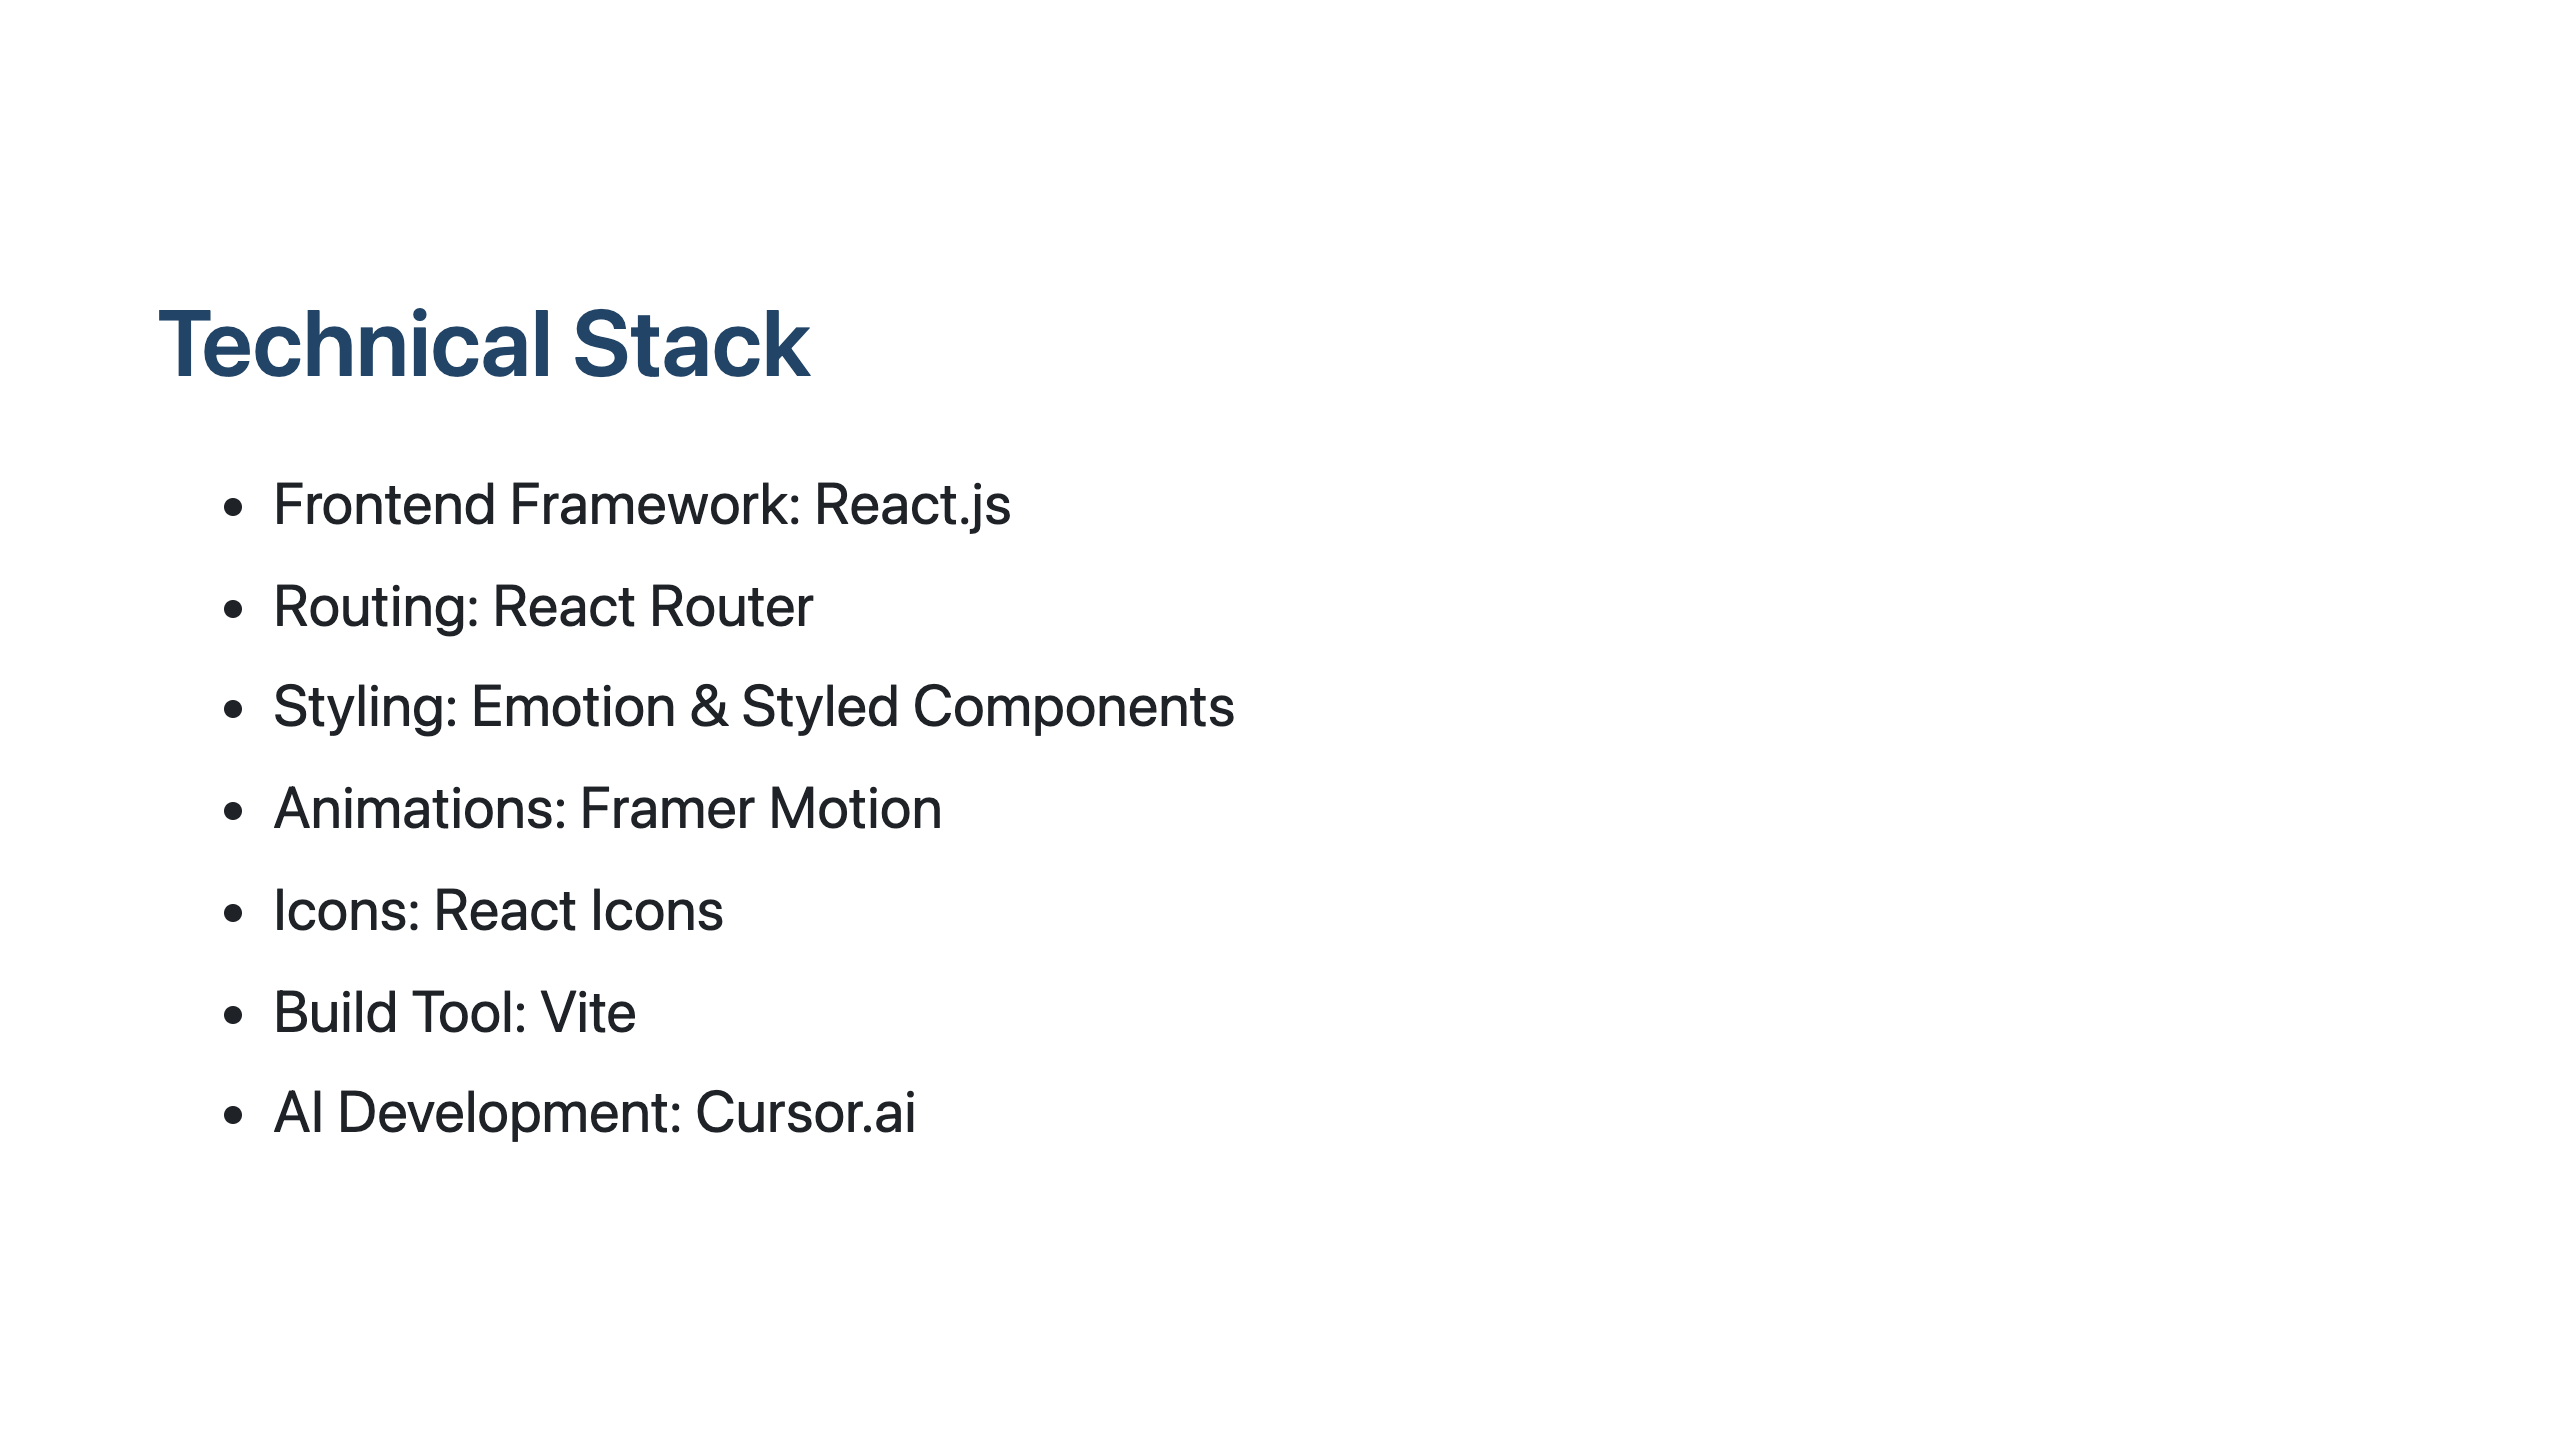 Technical Stack
• Frontend Framework: React.js
• Routing: React Router
• Styling: Emotion & Styled Components
• Animations: Framer Motion
• Icons: React Icons
• Build Tool: Vite
• AI Development: Cursor.ai